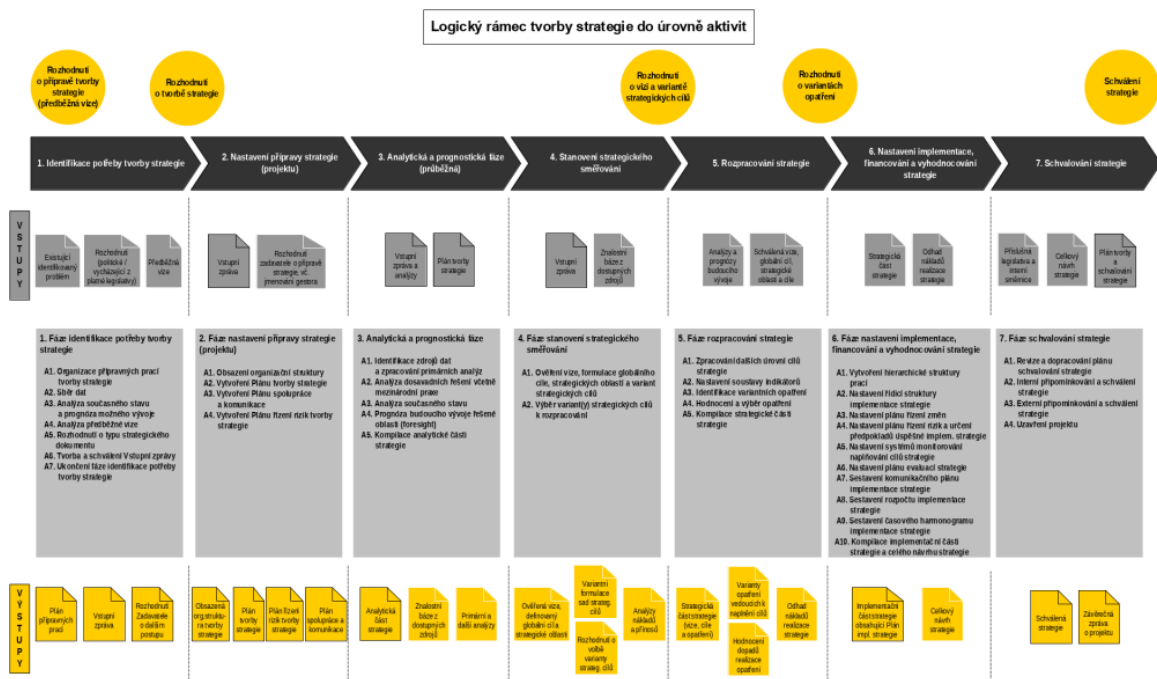 Logický rámec tvorby strategie do úrovně aktivit
Rozhodnutí
o přípravě tvorby
strategie
(předběžná vize)
Rozhodnutí
o tvorbě strategie
Rozhodnutí
o vizi a variantě
strategických cílů
Rozhodnutí
o variantách
opatření
Schválení
strategie
1. Identifikace potřeby tvorby strategie
2. Nastavení přípravy strategie
(projektu)
3. Analytická a prognostická fáze
(průběžná)
4. Stanovení strategického
směřování
5. Rozpracování strategie
6. Nastavení implementace,
financování a vyhodnocování
strategie
7. Schvalování strategie
VSTUPY
Existující
identifikovaný
problém
Rozhodnutí
(politické /
vycházející z
platné legislativy)
Předběžná
vize
Vstupní
zpráva
Rozhodnutí
zadavatele o přípravě
strategie, vč.
jmenování gestora
Vstupní
zpráva a
analýzy
Plán tvorby
strategie
Vstupní
zpráva
Znalostní
báze z
dostupných
zdrojů
Analýzy a
prognózy
budoucího
vývoje
Schválená vize,
globální cíl,
strategické
oblasti a cíle
Strategická
část
strategie
Odhad
nákladů
realizace
strategie
Příslušná
legislativa a
interní
směrnice
Celkový
návrh
strategie
Plán tvorby
a
schvalování
strategie
1. Fáze identifikace potřeby tvorby
strategie
A1. Organizace přípravných prací
tvorby strategie
A2. Sběr dat
A3. Analýza současného stavu
a prognóza možného vývoje
A4. Analýza předběžné vize
A5. Rozhodnutí o typu strategického
dokumentu
A6. Tvorba a schválení Vstupní zprávy
A7. Ukončení fáze identifikace potřeby
tvorby strategie
2. Fáze nastavení přípravy strategie
(projektu)
A1. Obsazení organizační struktury
A2. Vytvoření Plánu tvorby strategie
A3. Vytvoření Plánu spolupráce
a komunikace
A4. Vytvoření Plánu řízení rizik tvorby
strategie
3. Analytická a prognostická fáze
A1. Identifikace zdrojů dat
a zpracování primárních analýz
A2. Analýza dosavadních řešení včetně
mezinárodní praxe
A3. Analýza současného stavu
A4. Prognóza budoucího vývoje řešené
oblasti (foresight)
A5. Kompilace analytické části
strategie
4. Fáze stanovení strategického
směřování
A1. Ověření vize, formulace globálního
cíle, strategických oblastí a variant
strategických cílů
A2. Výběr variant(y) strategických cílů
k rozpracování
5. Fáze rozpracování strategie
A1. Zpracování dalších úrovní cílů
strategie
A2. Nastavení soustavy indikátorů
A3. Identifikace variantních opatření
A4. Hodnocení a výběr opatření
A5. Kompilace strategické části
strategie
6. Fáze nastavení implementace,
financování a vyhodnocování strategie
A1. Vytvoření hierarchické struktury
prací
A2. Nastavení řídicí struktury
implementace strategie
A3. Nastavení plánu řízení změn
A4. Nastavení plánu řízení rizik a určení
předpokladů úspěšné implem. strategie
A5. Nastavení systémů monitorování
naplňování cílů strategie
A6. Nastavení plánu evaluací strategie
A7. Sestavení komunikačního plánu
implementace strategie
A8. Sestavení rozpočtu implementace
strategie
A9. Sestavení časového harmonogramu
implementace strategie
A10. Kompilace implementační části
strategie a celého návrhu strategie
7. Fáze schvalování strategie
A1. Revize a dopracování plánu
schvalování strategie
A2. Interní připomínkování a schválení
strategie
A3. Externí připomínkování a schválení
strategie
A4. Uzavření projektu
VÝSTUPY
Plán
přípravných
prací
Vstupní
zpráva
Rozhodnutí
Zadavatele
o dalším
postupu
Obsazená
org.struktu-
ra tvorby
strategie
Plán
tvorby
strategie
Plán řízení
rizik tvorby
strategie
Plán
spolupráce a
komunikace
Analytická
část
strategie
Znalostní
báze z
dostupných
zdrojů
Primární a
další analýzy
Ověřená vize,
definovaný
globální cíl a
strategické oblasti
Variantní
formulace
sad strateg.
cílů
Rozhodnutí o
volbě
varianty
strateg. cílů
Analýzy
nákladů
a přínosů
Strategická
část strategie
(vize, cíle
a opatření)
Varianty
opatření
vedoucích k
naplnění cílů
Hodnocení
dopadů
realizace
opatření
Odhad
nákladů
realizace
strategie
Implementační
část strategie
obsahující Plán
impl. strategie
Celkový
návrh
strategie
Schválená
strategie
Závěrečná
zpráva
o projektu